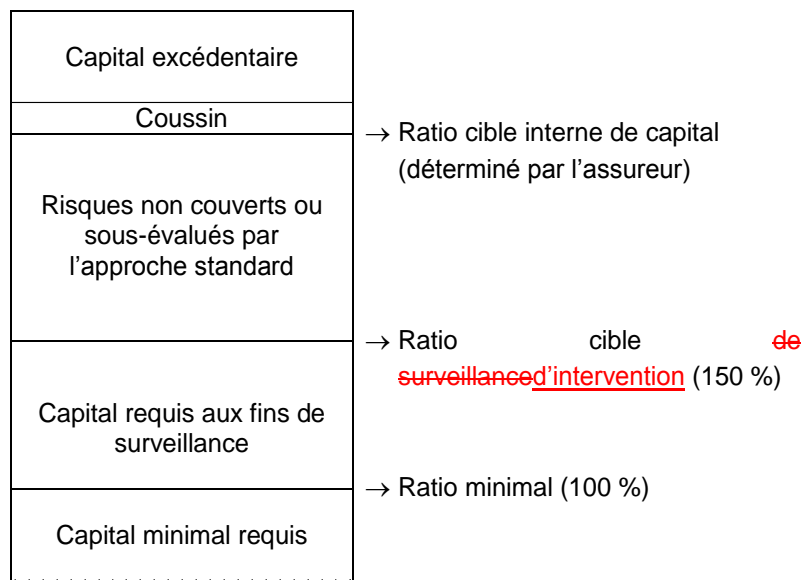 Capital excédentaire
Coussin
→ Ratio cible interne de capital
(déterminé par l’assureur)
Risques non couverts ou
sous-évalués par
l’approche standard
→ Ratio cible de
surveillanced’intervention (150 %)
Capital requis aux fins de
surveillance
→ Ratio minimal (100 %)
Capital minimal requis